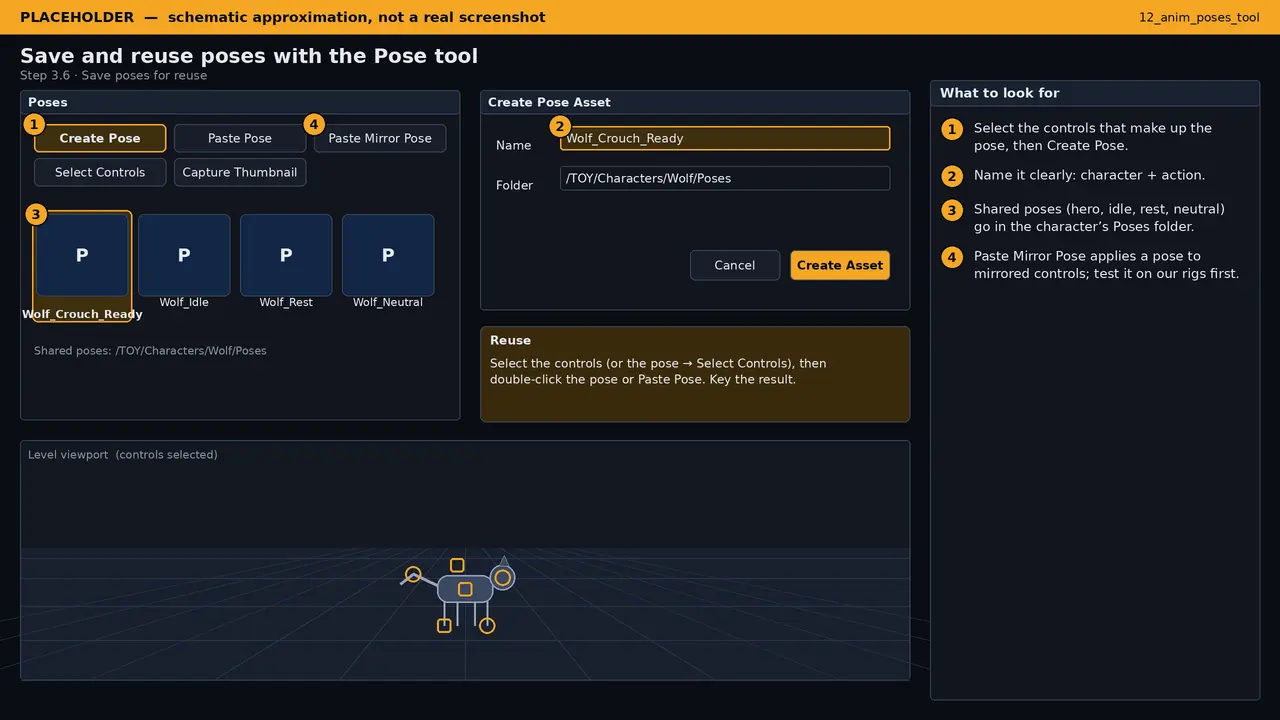 PLACEHOLDER — schematic approximation, not a real screenshot
12_anim_poses_tool
Save and reuse poses with the Pose tool
Step 3.6 · Save poses for reuse
Poses
1
Create Pose
Paste Pose
4
Paste Mirror Pose
Select Controls
Capture Thumbnail
3
P
P
P
P
Wolf_Crouch_Ready
Wolf_Idle
Wolf_Rest
Wolf_Neutral
Shared poses: /TOY/Characters/Wolf/Poses
Create Pose Asset
2
Name
Wolf_Crouch_Ready
Folder
/TOY/Characters/Wolf/Poses
Cancel
Create Asset
Reuse
Select the controls (or the pose → Select Controls), then
double-click the pose or Paste Pose. Key the result.
Level viewport (controls selected)
What to look for
1
Select the controls that make up the
pose, then Create Pose.
2
Name it clearly: character + action.
3
Shared poses (hero, idle, rest, neutral)
go in the character’s Poses folder.
4
Paste Mirror Pose applies a pose to
mirrored controls; test it on our rigs first.